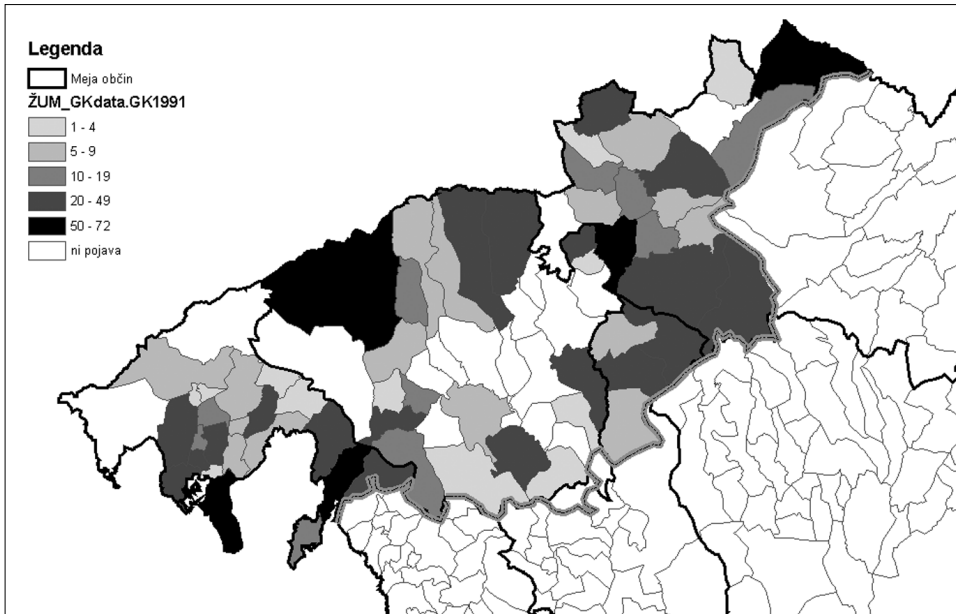 Legenda
Meja občin
ŽUM_GKdata.GK1991
1 - 4
5 - 9
10 - 19
20 - 49
50 - 72
ni pojava